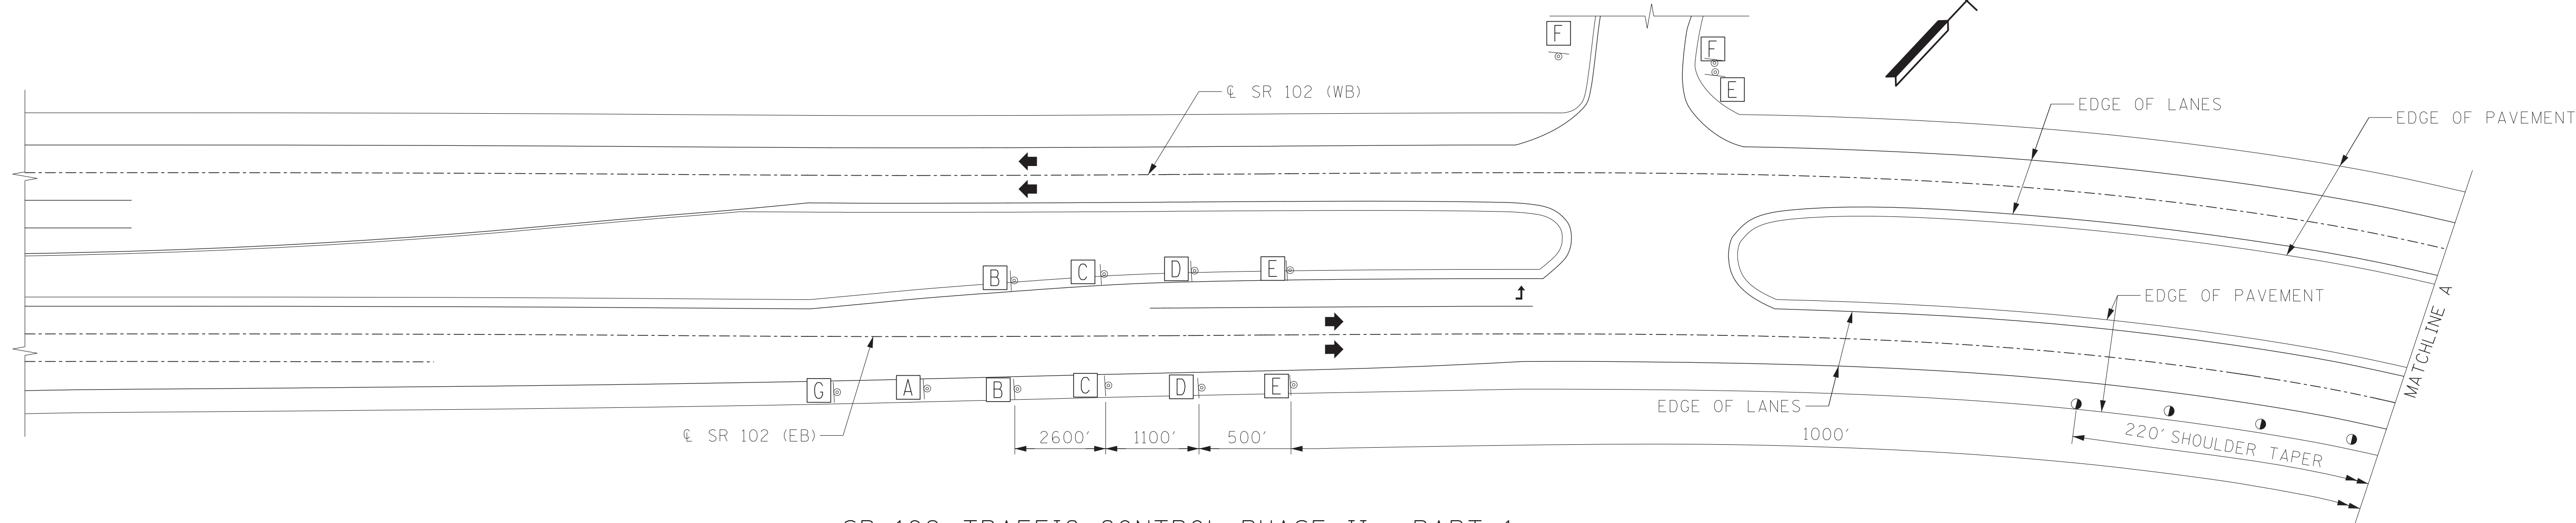 F
F
E
℄ SR 102 (WB)
EDGE OF LANES
EDGE OF PAVEMENT
B
C
D
E
EDGE OF PAVEMENT
MATCHLINE A
G
A
B
C
D
E
EDGE OF LANES
℄ SR 102 (EB)
2600'
1100'
500'
1000'
220' SHOULDER TAPER